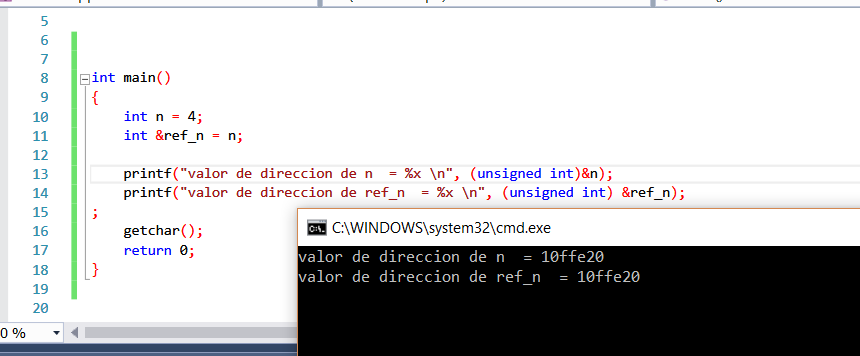 5
6
7
8 int main()
9 {
10 int n = 4;
11 int &ref_n = n;
12
13 printf("valor de direccion de n  = %x \n", (unsigned int)&n);
14 printf("valor de direccion de ref_n  = %x \n", (unsigned int) &ref_n);
15 ;
16 getchar();
17 return 0;
18 }
19
20
0 %
C:\WINDOWS\system32\cmd.exe
valor de direccion de n  = 10ffe20
valor de direccion de ref_n  = 10ffe20